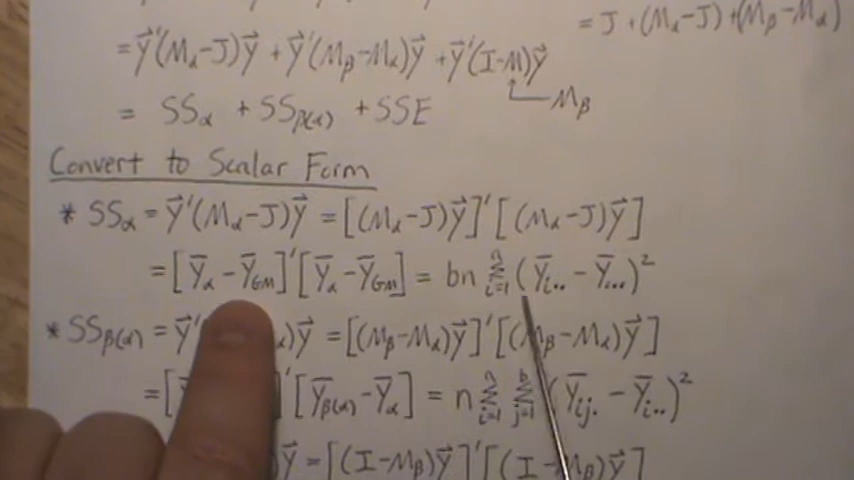 = J + (M_α - J) + (M_β - M_α)
= y⃗'(M_α - J)y⃗ + y⃗'(M_β - M_α)y⃗ + y⃗'(I - M)y⃗
M_β
= SS_α + SS_β(α) + SSE
Convert to Scalar Form
* SS_α = y⃗'(M_α - J)y⃗ = [(M_α - J)y⃗]'[(M_α - J)y⃗]
= [Ȳ_α - Ȳ_GM]'[Ȳ_α - Ȳ_GM] = bn Σ_{i=1}^{a} (Ȳ_i.. - Ȳ_...)²
* SS_β(α) = y⃗' )y⃗ = [(M_β - M_α)y⃗]'[(M_β - M_α)y⃗]
= [ ]'[Ȳ_β(α) - Ȳ_α] = n Σ_{i=1}^{a} Σ_{j=1}^{b} (Ȳ_ij. - Ȳ_i..)²
y⃗ = [(I - M_β)y⃗]'[(I - M_β)y⃗]